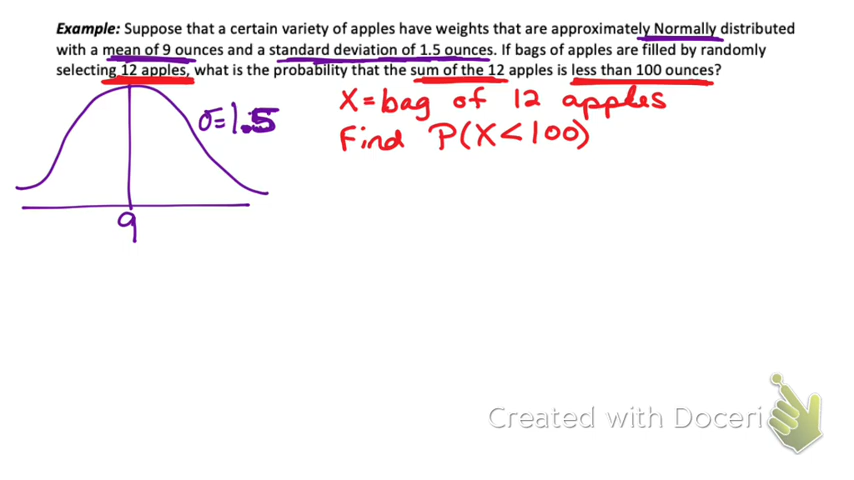 Example: Suppose that a certain variety of apples have weights that are approximately Normally distributed
with a mean of 9 ounces and a standard deviation of 1.5 ounces. If bags of apples are filled by randomly
selecting 12 apples, what is the probability that the sum of the 12 apples is less than 100 ounces?
X=bag of 12 apples
σ=1.5
Find P(X<100)
9
Created with Doceri